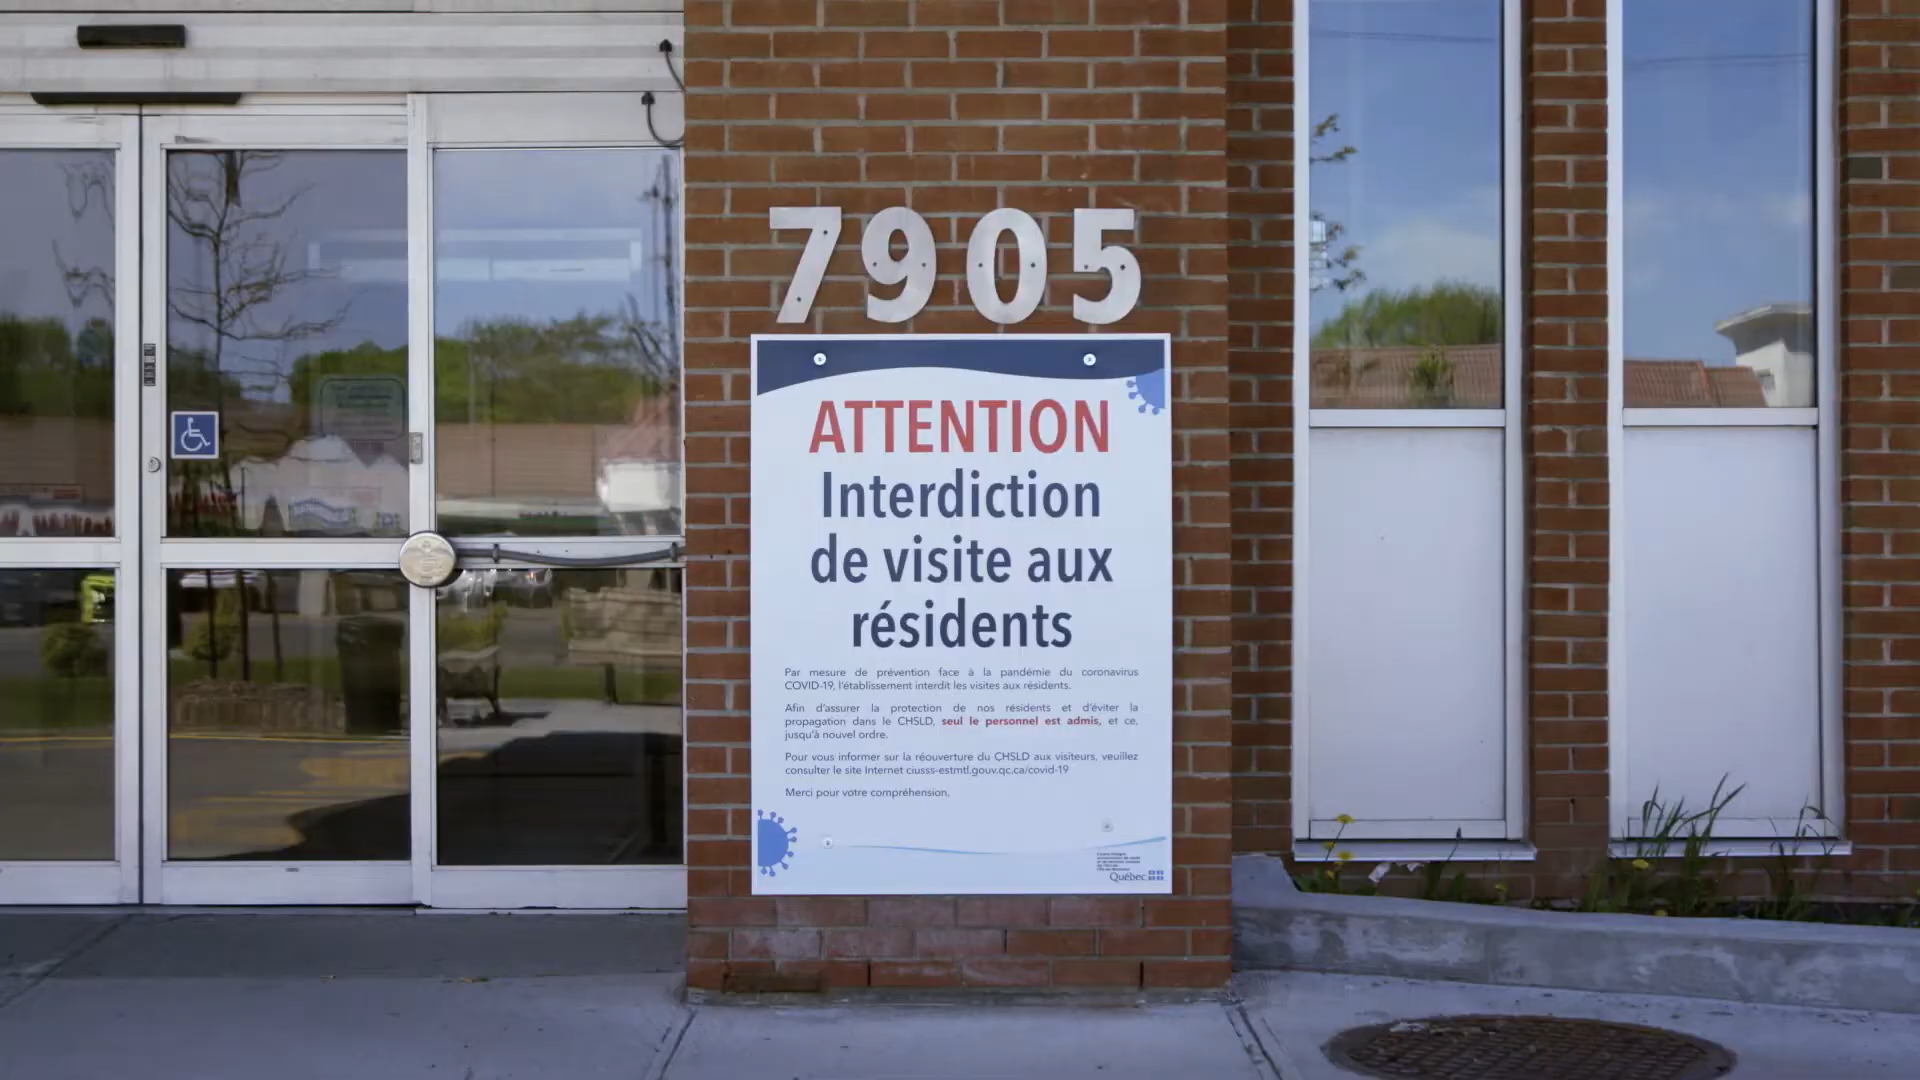 7905
ATTENTION
Interdiction
de visite aux
résidents
Par mesure de prévention face à la pandémie du coronavirus
COVID-19, l'établissement interdit les visites aux résidents.
Afin d'assurer la protection de nos résidents et d'éviter la
propagation dans le CHSLD, seul le personnel est admis, et ce,
jusqu'à nouvel ordre.
Pour vous informer sur la réouverture du CHSLD aux visiteurs, veuillez
consulter le site Internet ciusss-estmtl.gouv.qc.ca/covid-19
Merci pour votre compréhension.
Québec